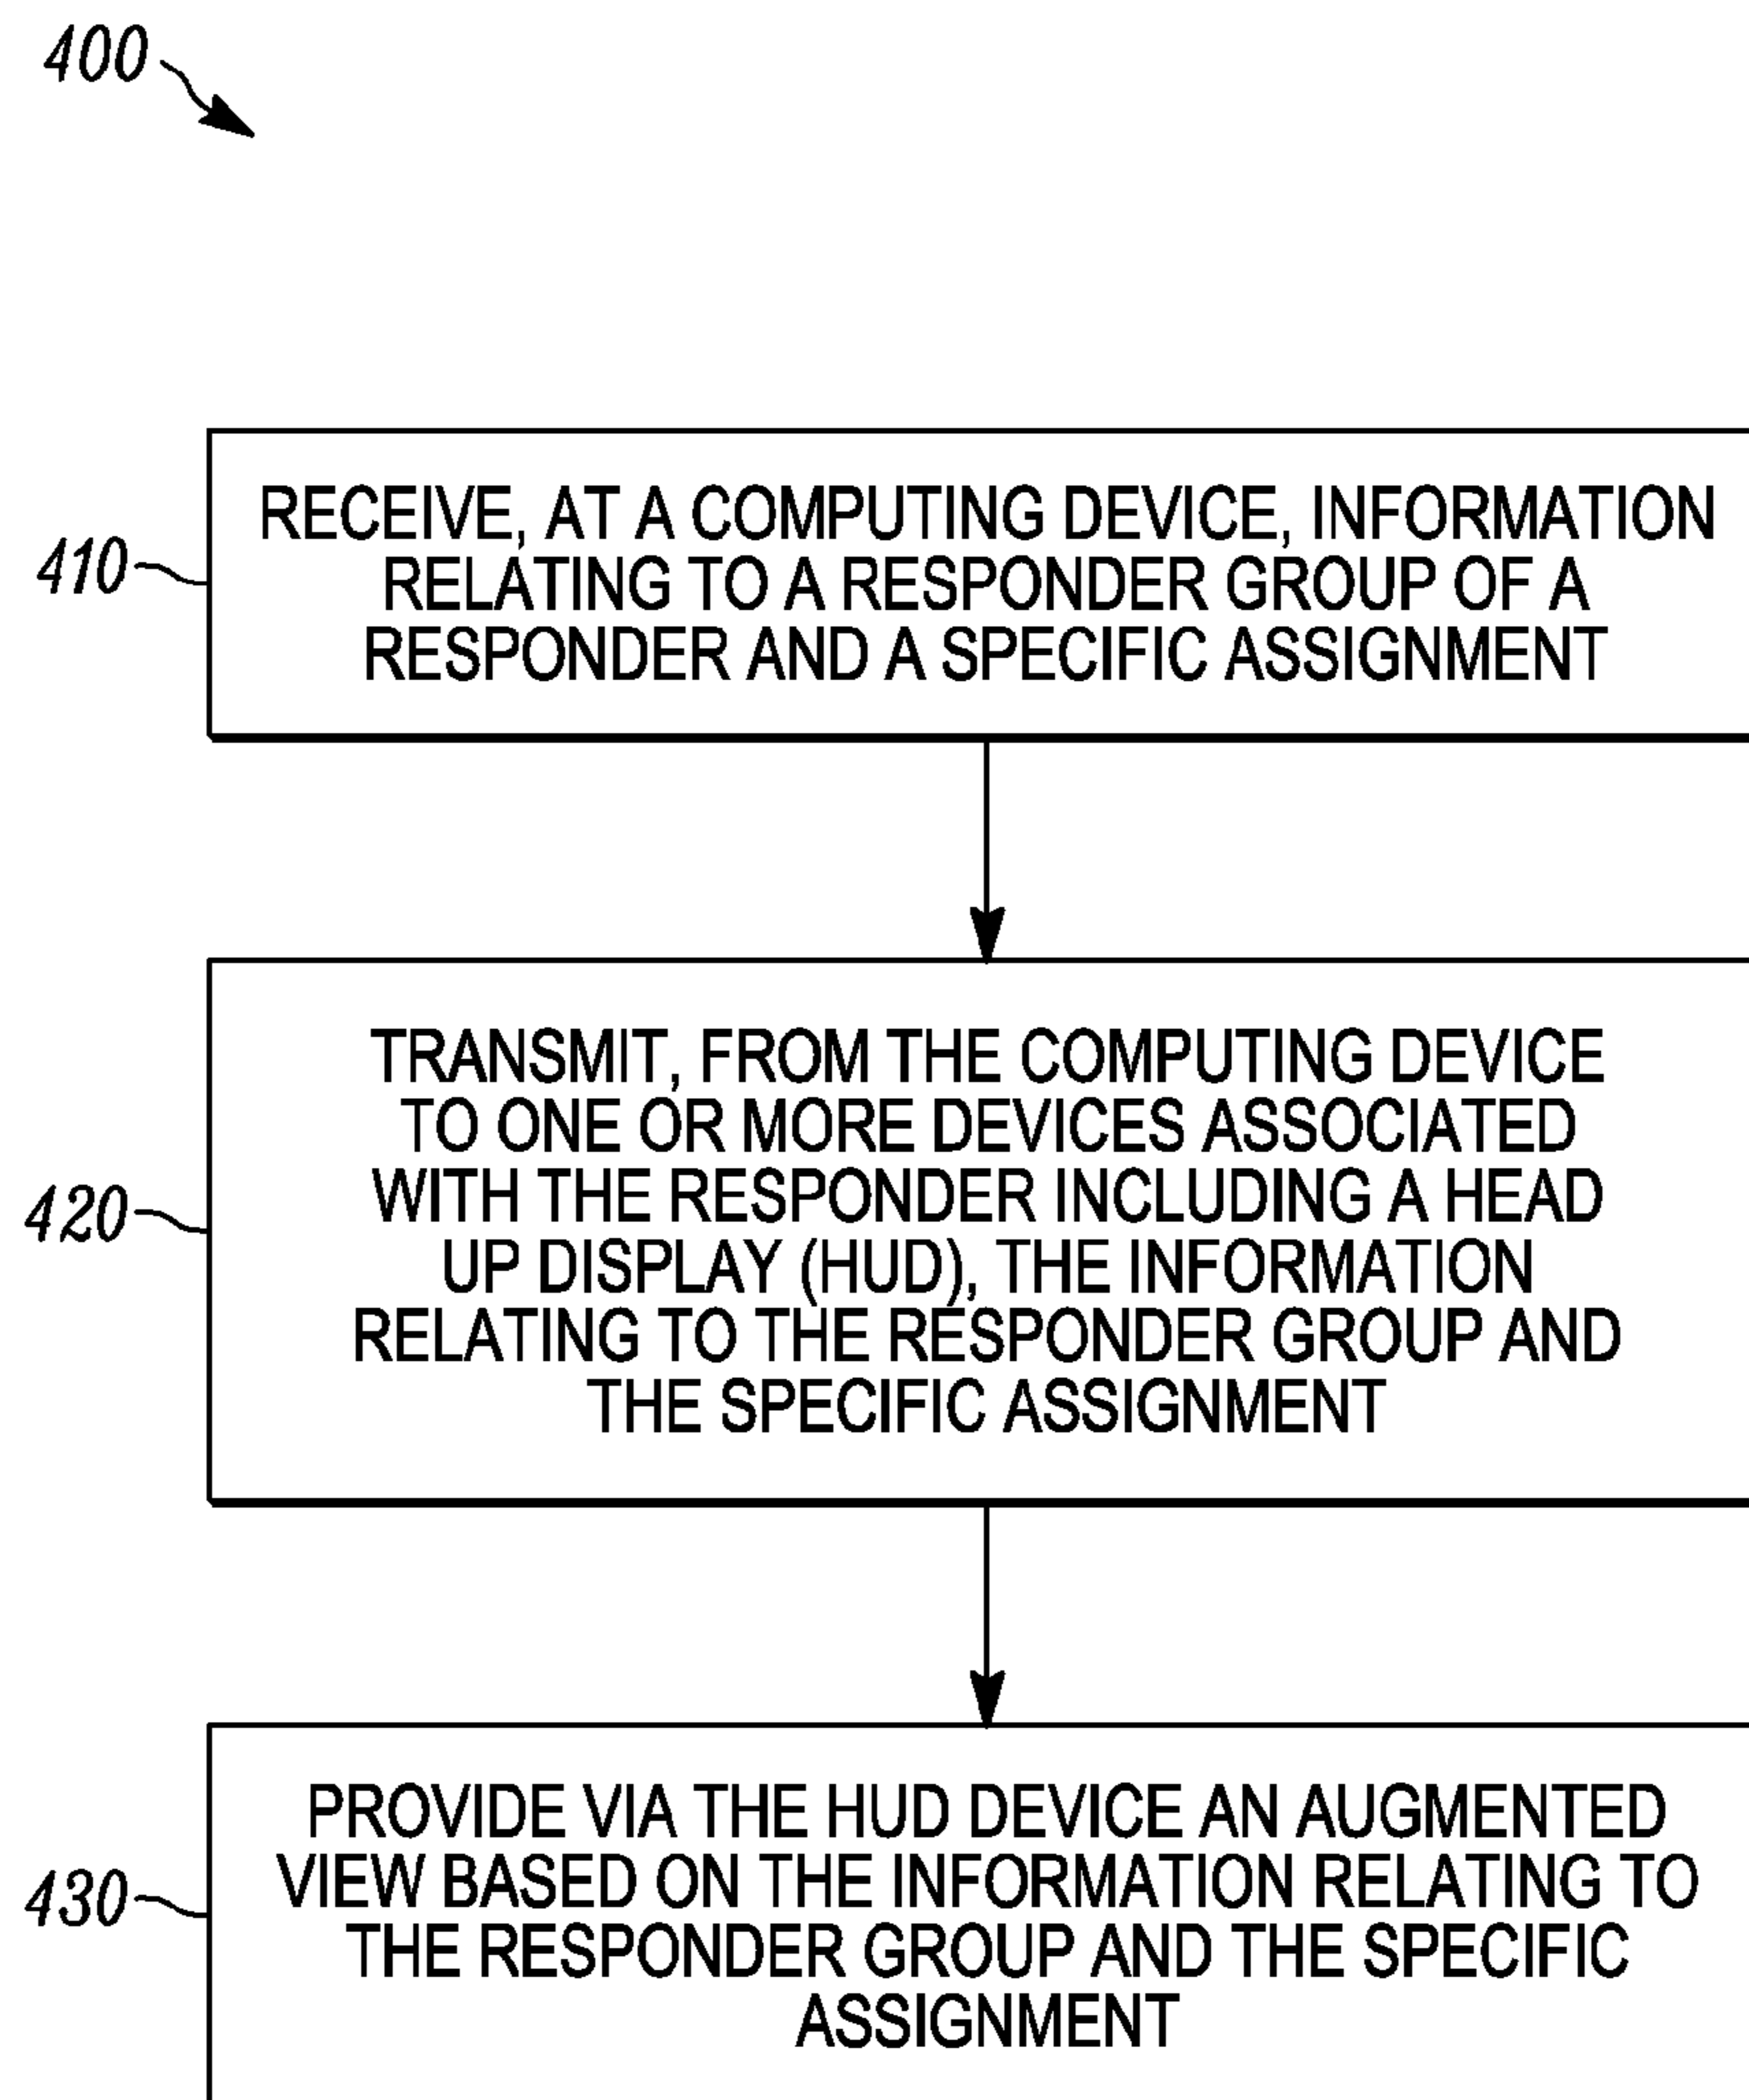 400
410
RECEIVE, AT A COMPUTING DEVICE, INFORMATION
RELATING TO A RESPONDER GROUP OF A
RESPONDER AND A SPECIFIC ASSIGNMENT
420
TRANSMIT, FROM THE COMPUTING DEVICE
TO ONE OR MORE DEVICES ASSOCIATED
WITH THE RESPONDER INCLUDING A HEAD
UP DISPLAY (HUD), THE INFORMATION
RELATING TO THE RESPONDER GROUP AND
THE SPECIFIC ASSIGNMENT
430
PROVIDE VIA THE HUD DEVICE AN AUGMENTED
VIEW BASED ON THE INFORMATION RELATING TO
THE RESPONDER GROUP AND THE SPECIFIC
ASSIGNMENT